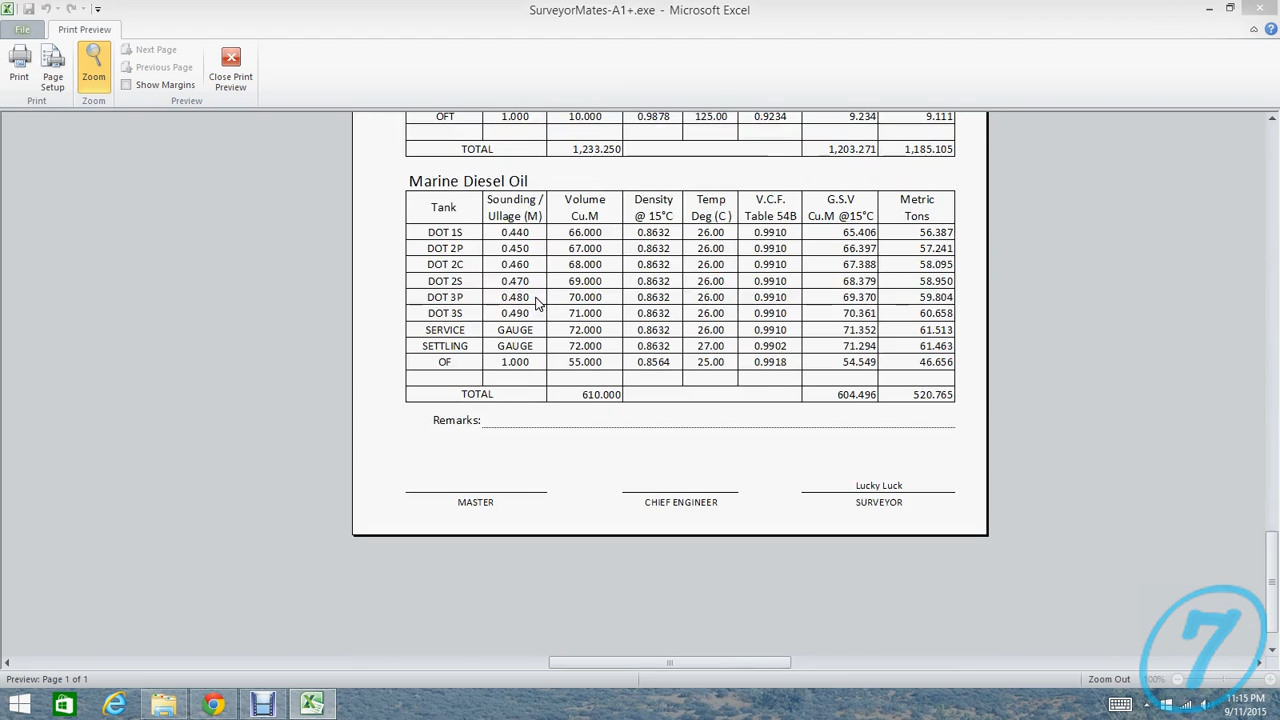 SurveyorMates-A1+.exe - Microsoft Excel
File Print Preview
Print Page Setup Zoom Next Page Previous Page Show Margins Close Print Preview
Print Zoom Preview
OFT 1.000 10.000 0.9878 125.00 0.9234 9.234 9.111
TOTAL 1,233.250 1,203.271 1,185.105
Marine Diesel Oil
Tank Sounding / Ullage (M) Volume Cu.M Density @ 15°C Temp Deg (C ) V.C.F. Table 54B G.S.V Cu.M @15°C Metric Tons
DOT 1S 0.440 66.000 0.8632 26.00 0.9910 65.406 56.387
DOT 2P 0.450 67.000 0.8632 26.00 0.9910 66.397 57.241
DOT 2C 0.460 68.000 0.8632 26.00 0.9910 67.388 58.095
DOT 2S 0.470 69.000 0.8632 26.00 0.9910 68.379 58.950
DOT 3P 0.480 70.000 0.8632 26.00 0.9910 69.370 59.804
DOT 3S 0.490 71.000 0.8632 26.00 0.9910 70.361 60.658
SERVICE GAUGE 72.000 0.8632 26.00 0.9910 71.352 61.513
SETTLING GAUGE 72.000 0.8632 27.00 0.9902 71.294 61.463
OF 1.000 55.000 0.8564 25.00 0.9918 54.549 46.656
TOTAL 610.000 604.496 520.765
Remarks:
Lucky Luck
MASTER CHIEF ENGINEER SURVEYOR
7
Preview: Page 1 of 1 Zoom Out 100%
11:15 PM
9/11/2015